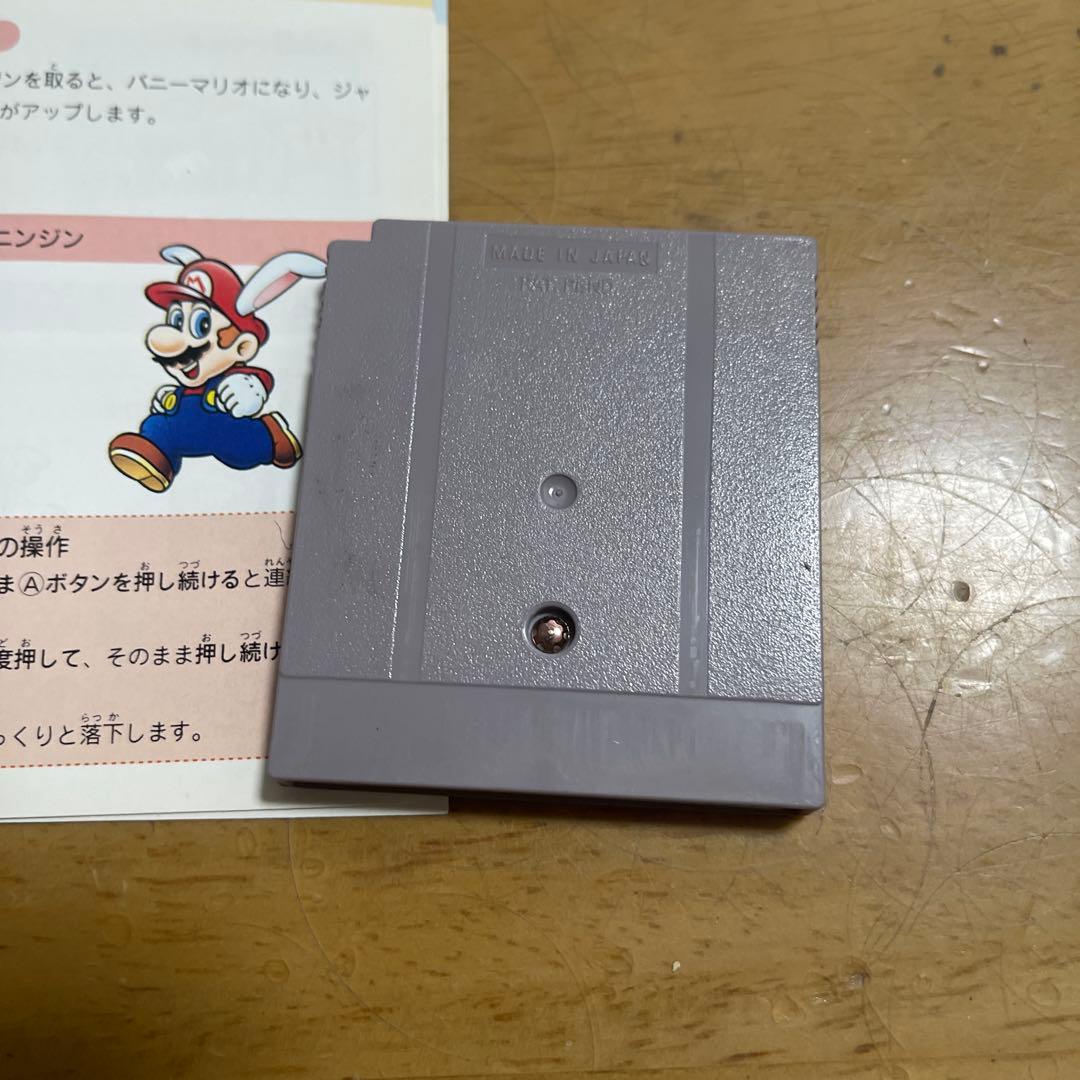 ンを取ると、バニーマリオになり、ジャ
がアップします。
ニンジン
M
の操作
まⒶボタンを押し続けると連
度押して、そのまま押し続け
っくりと落下します。
MADE IN JAPAN
PAT. PEND.